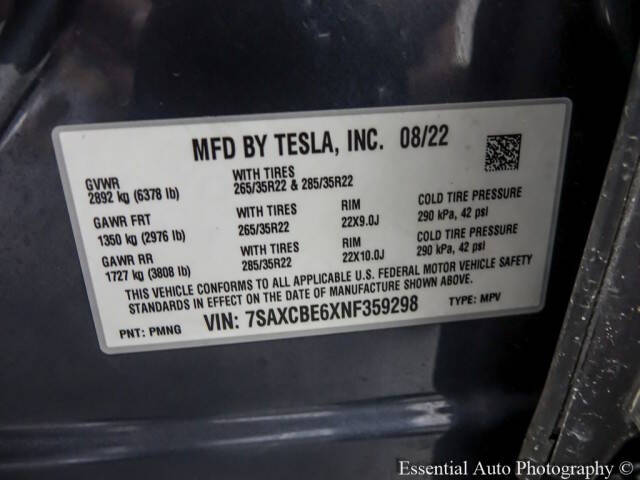 MFD BY TESLA, INC. 08/22
GVWR WITH TIRES
2892 kg (6378 lb) 265/35R22 & 285/35R22
GAWR FRT WITH TIRES RIM COLD TIRE PRESSURE
1350 kg (2976 lb) 265/35R22 22X9.0J 290 kPa, 42 psi
GAWR RR WITH TIRES RIM COLD TIRE PRESSURE
1727 kg (3808 lb) 285/35R22 22X10.0J 290 kPa, 42 psi
THIS VEHICLE CONFORMS TO ALL APPLICABLE U.S. FEDERAL MOTOR VEHICLE SAFETY
STANDARDS IN EFFECT ON THE DATE OF MANUFACTURE SHOWN ABOVE.
PNT: PMNG VIN: 7SAXCBE6XNF359298 TYPE: MPV
Essential Auto Photography (C)